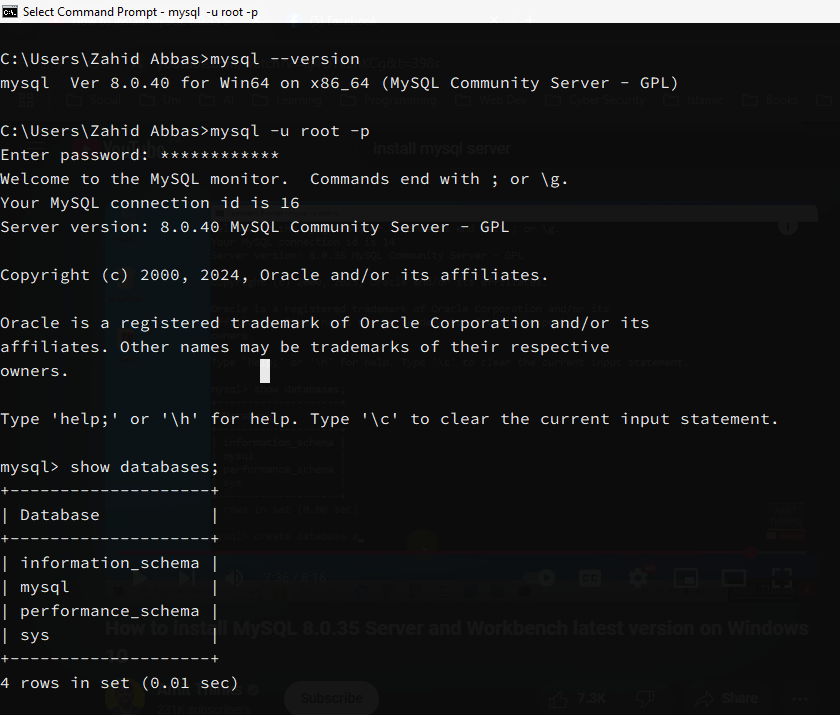 Select Command Prompt - mysql -u root -p
C:\Users\Zahid Abbas>mysql --version
mysql  Ver 8.0.40 for Win64 on x86_64 (MySQL Community Server - GPL)
C:\Users\Zahid Abbas>mysql -u root -p
Enter password: ************
install mysql server
Welcome to the MySQL monitor.  Commands end with ; or \g.
Your MySQL connection id is 16
Server version: 8.0.40 MySQL Community Server - GPL
Copyright (c) 2000, 2024, Oracle and/or its affiliates.
Oracle is a registered trademark of Oracle Corporation and/or its
affiliates. Other names may be trademarks of their respective
owners.
Type 'help;' or '\h' for help. Type '\c' to clear the current input statement.
mysql> show databases;
+--------------------+
| Database           |
+--------------------+
| information_schema |
| mysql              |
| performance_schema |
| sys                |
+--------------------+
How to install MySQL 8.0.35 Server and Workbench latest version on Windows
4 rows in set (0.01 sec)
Subscribe
7.3K
Share